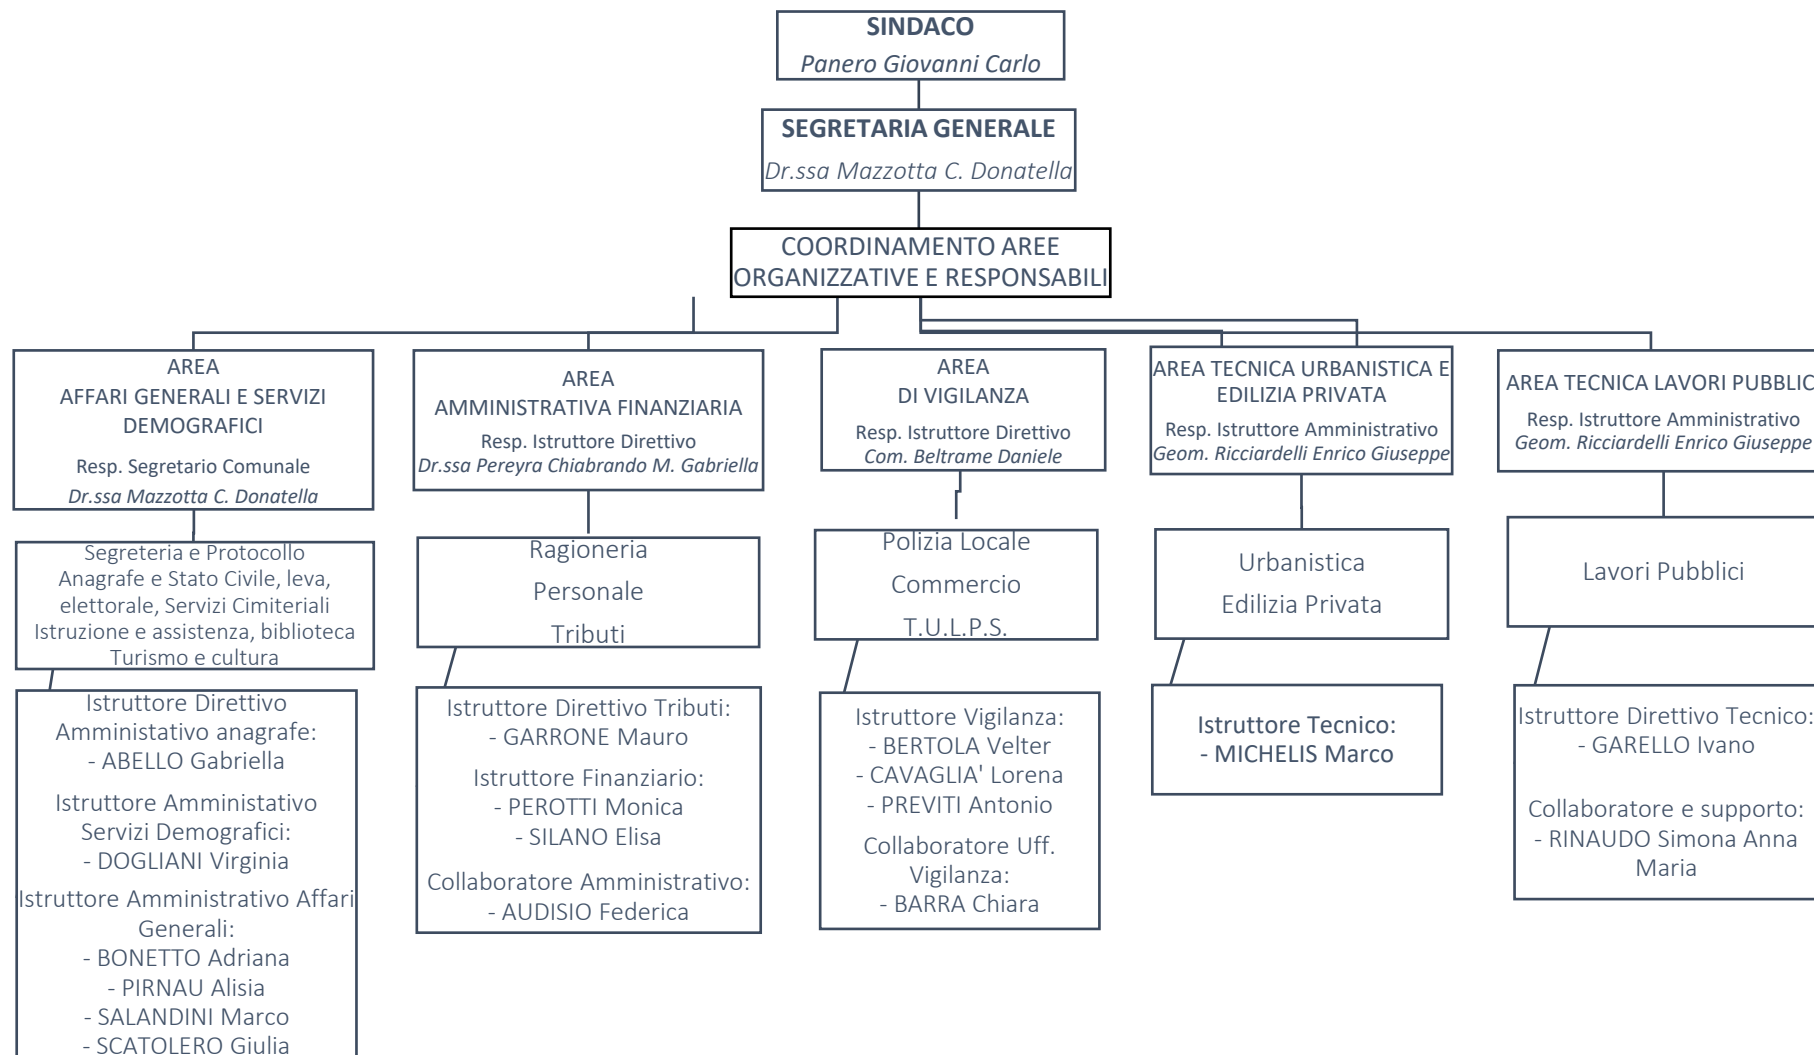 SINDACO
Panero Giovanni Carlo
SEGRETARIA GENERALE
Dr.ssa Mazzotta C. Donatella
COORDINAMENTO AREE
ORGANIZZATIVE E RESPONSABILI
AREA
AFFARI GENERALI E SERVIZI
DEMOGRAFICI
Resp. Segretario Comunale
Dr.ssa Mazzotta C. Donatella
AREA
AMMINISTRATIVA FINANZIARIA
Resp. Istruttore Direttivo
Dr.ssa Pereyra Chiabrando M. Gabriella
AREA
DI VIGILANZA
Resp. Istruttore Direttivo
Com. Beltrame Daniele
AREA TECNICA URBANISTICA E
EDILIZIA PRIVATA
Resp. Istruttore Amministrativo
Geom. Ricciardelli Enrico Giuseppe
AREA TECNICA LAVORI PUBBLICI
Resp. Istruttore Amministrativo
Geom. Ricciardelli Enrico Giuseppe
Segreteria e Protocollo
Anagrafe e Stato Civile, leva,
elettorale, Servizi Cimiteriali
Istruzione e assistenza, biblioteca
Turismo e cultura
Ragioneria
Personale
Tributi
Polizia Locale
Commercio
T.U.L.P.S.
Urbanistica
Edilizia Privata
Lavori Pubblici
Istruttore Direttivo
Amministativo anagrafe:
- ABELLO Gabriella
Istruttore Amministativo
Servizi Demografici:
- DOGLIANI Virginia
Istruttore Amministrativo Affari
Generali:
- BONETTO Adriana
- PIRNAU Alisia
- SALANDINI Marco
- SCATOLERO Giulia
Istruttore Direttivo Tributi:
- GARRONE Mauro
Istruttore Finanziario:
- PEROTTI Monica
- SILANO Elisa
Collaboratore Amministrativo:
- AUDISIO Federica
Istruttore Vigilanza:
- BERTOLA Velter
- CAVAGLIA' Lorena
- PREVITI Antonio
Collaboratore Uff.
Vigilanza:
- BARRA Chiara
Istruttore Tecnico:
- MICHELIS Marco
Istruttore Direttivo Tecnico:
- GARELLO Ivano
Collaboratore e supporto:
- RINAUDO Simona Anna
Maria